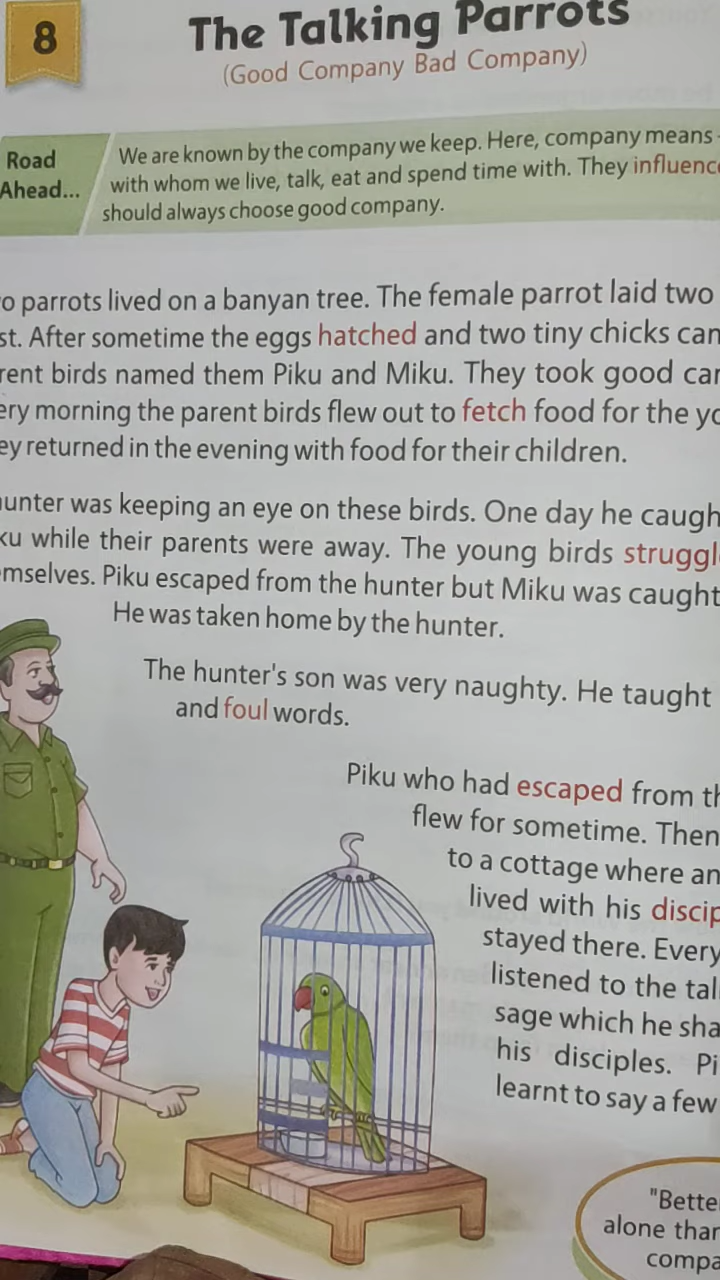 8
The Talking Parrots
(Good Company Bad Company)
Road
Ahead...
We are known by the company we keep. Here, company means
with whom we live, talk, eat and spend time with. They influenc
should always choose good company.
o parrots lived on a banyan tree. The female parrot laid two
st. After sometime the eggs hatched and two tiny chicks cam
rent birds named them Piku and Miku. They took good car
ery morning the parent birds flew out to fetch food for the yo
ey returned in the evening with food for their children.
unter was keeping an eye on these birds. One day he caugh
ku while their parents were away. The young birds struggl
mselves. Piku escaped from the hunter but Miku was caught
He was taken home by the hunter.
The hunter's son was very naughty. He taught
and foul words.
Piku who had escaped from th
flew for sometime. Then
to a cottage where an
lived with his discip
stayed there. Every
listened to the tal
sage which he sha
his disciples. Pi
learnt to say a few
"Bette
alone than
compa